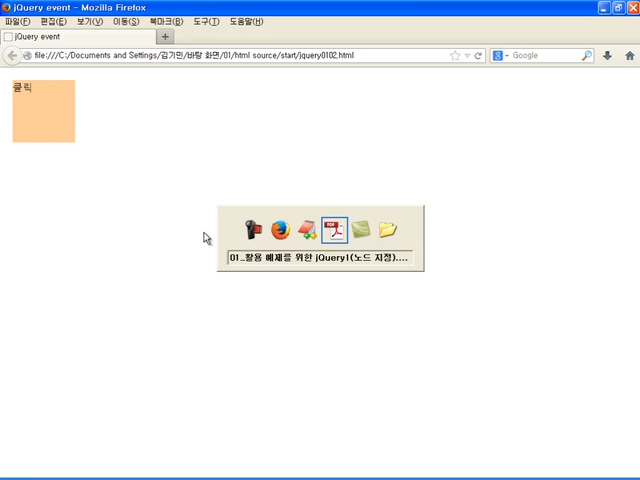 jQuery event - Mozilla Firefox
파일(F) 편집(E) 보기(V) 이동(S) 북마크(B) 도구(T) 도움말(H)
jQuery event
file:///C:/Documents and Settings/김기민/바탕 화면/01/html source/start/jquery0102.html
Google
클릭
PDF
01_활용 예제를 위한 jQuery1(노드 지정)....